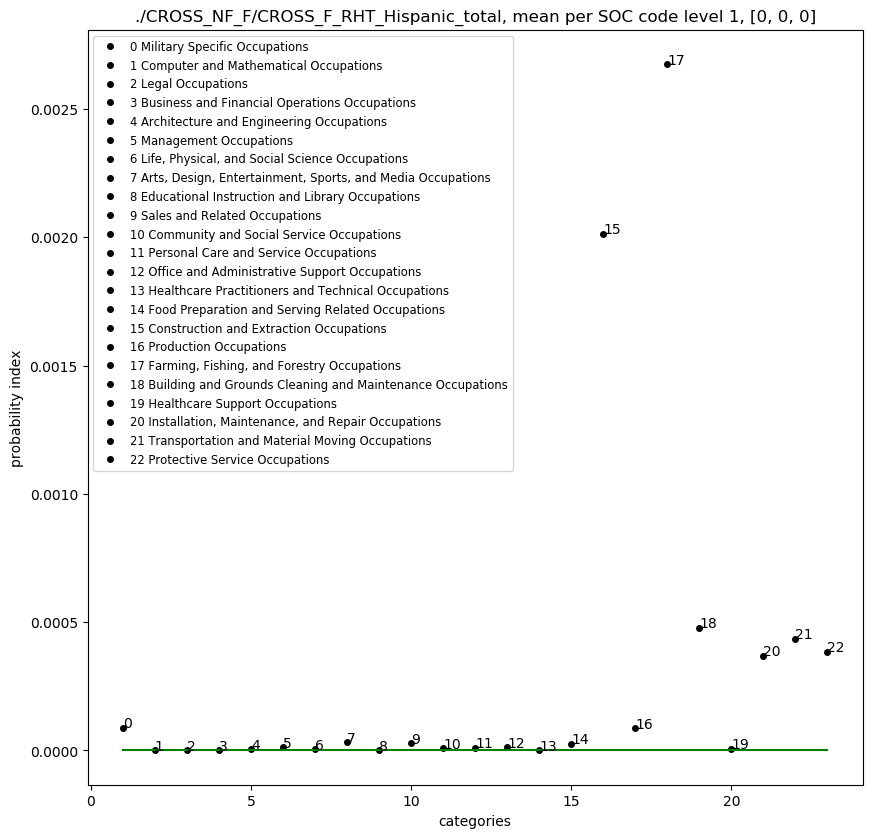 ./CROSS_NF_F/CROSS_F_RHT_Hispanic_total, mean per SOC code level 1, [0, 0, 0]
0 Military Specific Occupations
1 Computer and Mathematical Occupations
2 Legal Occupations
3 Business and Financial Operations Occupations
4 Architecture and Engineering Occupations
5 Management Occupations
6 Life, Physical, and Social Science Occupations
7 Arts, Design, Entertainment, Sports, and Media Occupations
8 Educational Instruction and Library Occupations
9 Sales and Related Occupations
10 Community and Social Service Occupations
11 Personal Care and Service Occupations
12 Office and Administrative Support Occupations
13 Healthcare Practitioners and Technical Occupations
14 Food Preparation and Serving Related Occupations
15 Construction and Extraction Occupations
16 Production Occupations
17 Farming, Fishing, and Forestry Occupations
18 Building and Grounds Cleaning and Maintenance Occupations
19 Healthcare Support Occupations
20 Installation, Maintenance, and Repair Occupations
21 Transportation and Material Moving Occupations
22 Protective Service Occupations
probability index
0.0025
0.0020
0.0015
0.0010
0.0005
0.0000
17
15
18
20
21
22
0
1
2
3
4
5
6
7
8
9
10
11
12
13
14
16
19
0
5
10
15
20
categories